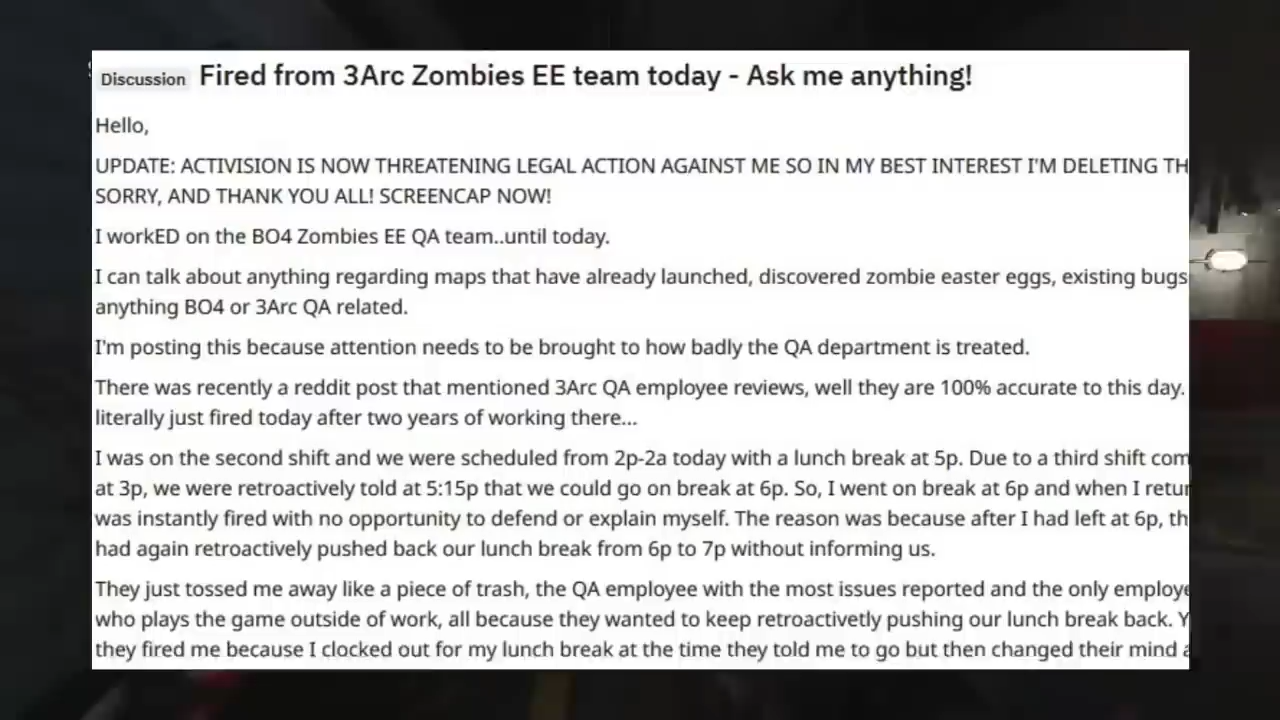 Discussion Fired from 3Arc Zombies EE team today - Ask me anything!
Hello,
UPDATE: ACTIVISION IS NOW THREATENING LEGAL ACTION AGAINST ME SO IN MY BEST INTEREST I'M DELETING TH
SORRY, AND THANK YOU ALL! SCREENCAP NOW!
I workED on the BO4 Zombies EE QA team..until today.
I can talk about anything regarding maps that have already launched, discovered zombie easter eggs, existing bugs
anything BO4 or 3Arc QA related.
I'm posting this because attention needs to be brought to how badly the QA department is treated.
There was recently a reddit post that mentioned 3Arc QA employee reviews, well they are 100% accurate to this day.
literally just fired today after two years of working there...
I was on the second shift and we were scheduled from 2p-2a today with a lunch break at 5p. Due to a third shift com
at 3p, we were retroactively told at 5:15p that we could go on break at 6p. So, I went on break at 6p and when I retur
was instantly fired with no opportunity to defend or explain myself. The reason was because after I had left at 6p, th
had again retroactively pushed back our lunch break from 6p to 7p without informing us.
They just tossed me away like a piece of trash, the QA employee with the most issues reported and the only employe
who plays the game outside of work, all because they wanted to keep retroactivetly pushing our lunch break back. Y
they fired me because I clocked out for my lunch break at the time they told me to go but then changed their mind a